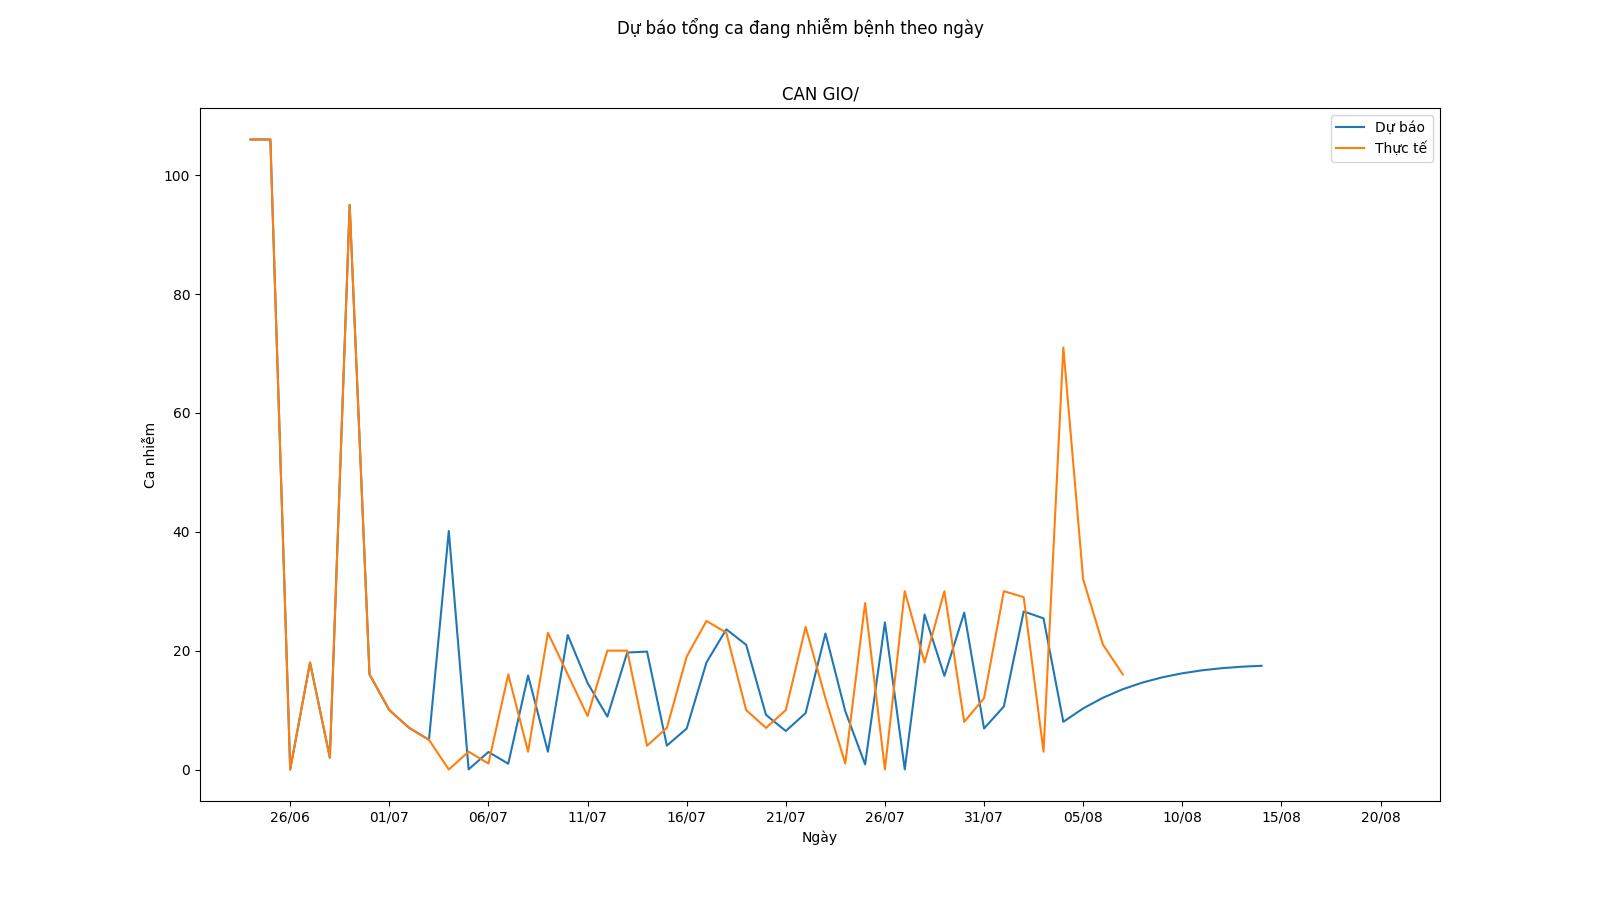 Dự báo tổng ca đang nhiễm bệnh theo ngày
CAN GIO/
Dự báo
Thực tế
100
80
60
40
20
0
Ca nhiễm
26/06 01/07 06/07 11/07 16/07 21/07 26/07 31/07 05/08 10/08 15/08 20/08
Ngày